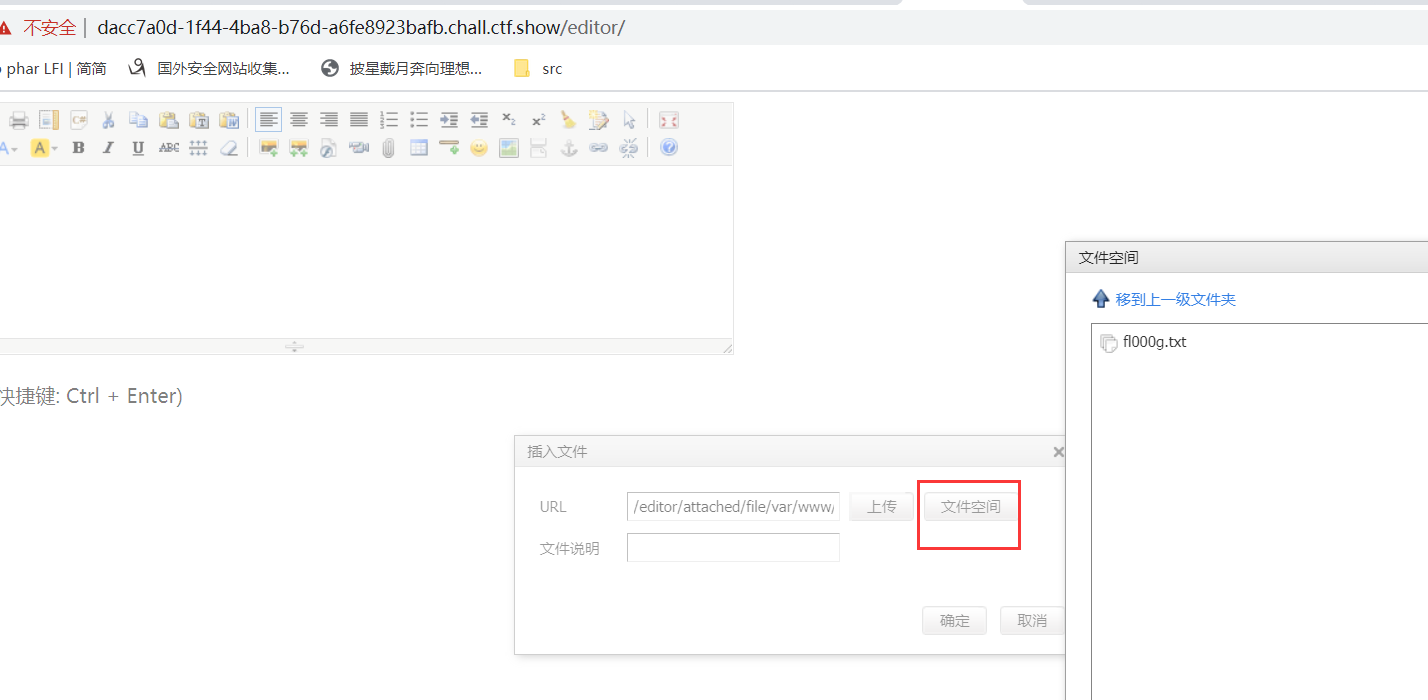 不安全 | dacc7a0d-1f44-4ba8-b76d-a6fe8923bafb.chall.ctf.show/editor/
phar LFI | 简简 国外安全网站收集... 披星戴月奔向理想... src
文件空间
移到上一级文件夹
fl000g.txt
快捷键: Ctrl + Enter)
插入文件
URL /editor/attached/file/var/www/ 上传 文件空间
文件说明
确定 取消